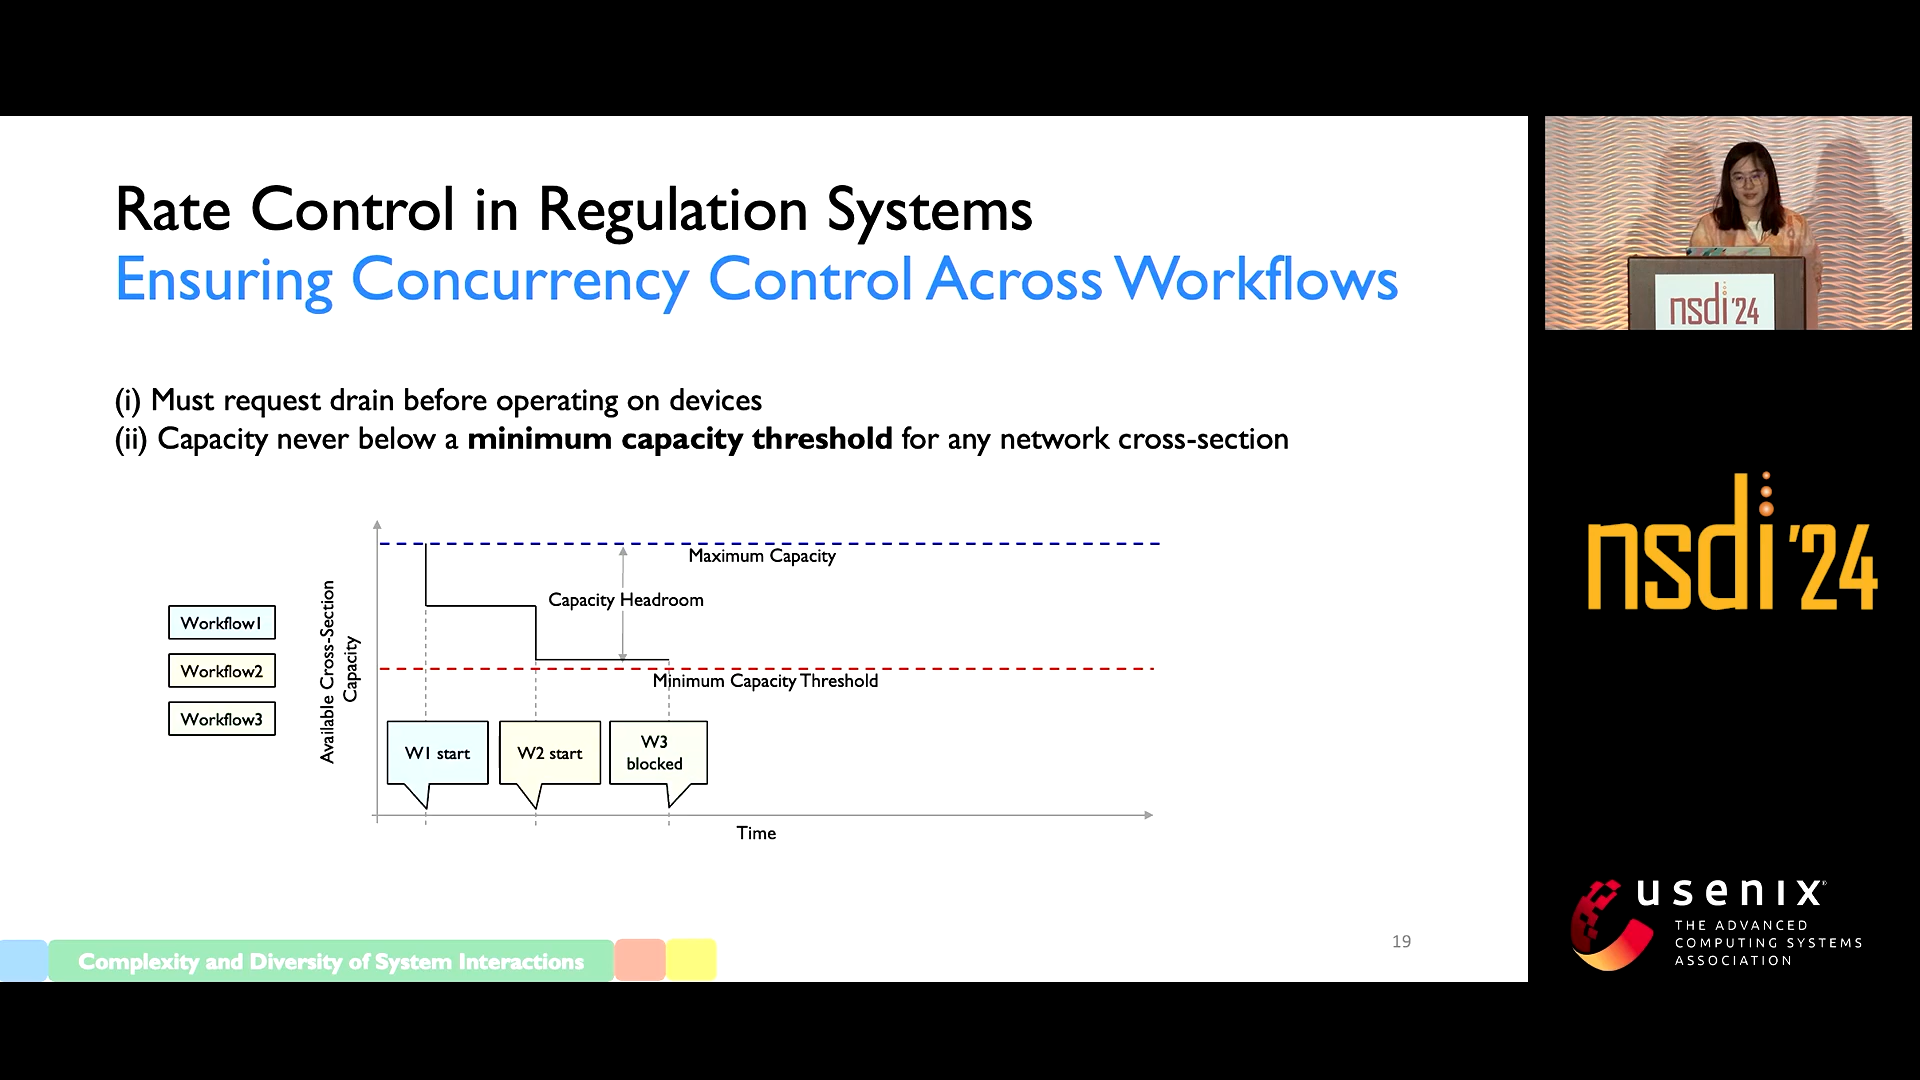 Rate Control in Regulation Systems
Ensuring Concurrency Control Across Workflows
(i) Must request drain before operating on devices
(ii) Capacity never below a minimum capacity threshold for any network cross-section
Maximum Capacity
Capacity Headroom
Minimum Capacity Threshold
Available Cross-Section
Capacity
Workflow1
Workflow2
Workflow3
W1 start
W2 start
W3
blocked
Time
Complexity and Diversity of System Interactions
19
nsdi '24
nsdi '24
usenix
THE ADVANCED
COMPUTING SYSTEMS
ASSOCIATION